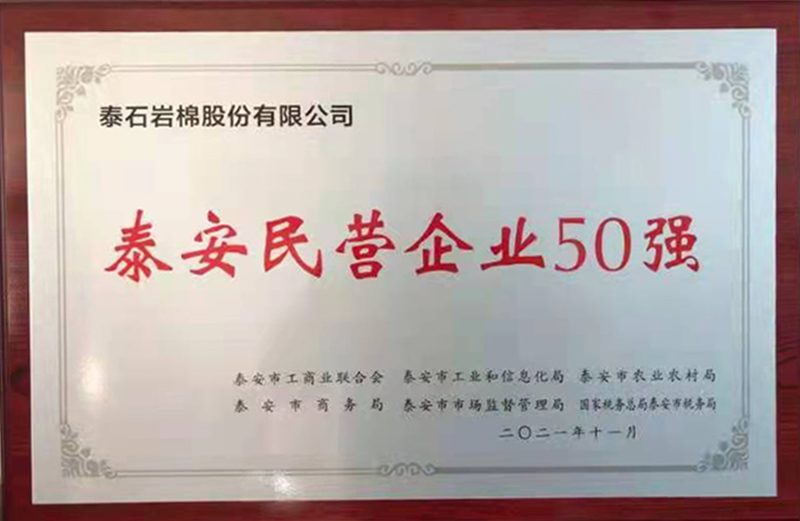 泰石岩棉股份有限公司
泰安民营企业50强
泰安市工商业联合会 泰安市工业和信息化局 泰安市农业农村局
泰安市商务局 泰安市市场监督管理局 国家税务总局泰安市税务局
二〇二一年十一月